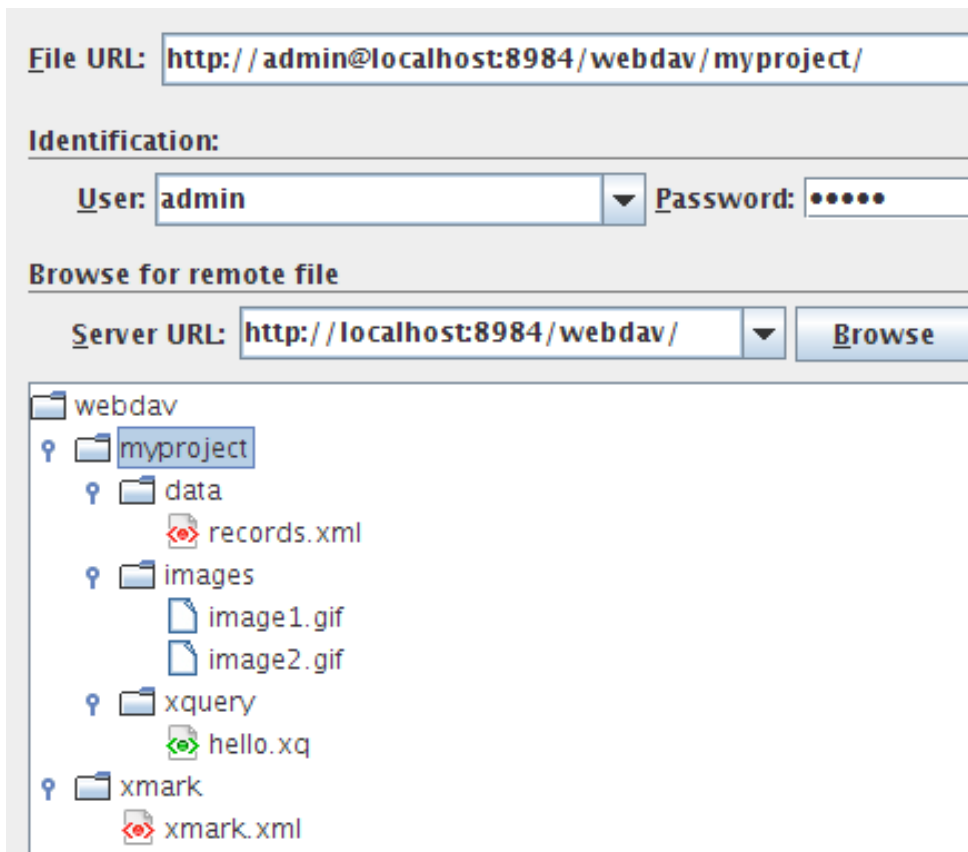 File URL: http://admin@localhost:8984/webdav/myproject/
Identification:
User: admin Password: •••••
Browse for remote file
Server URL: http://localhost:8984/webdav/ Browse
webdav
myproject
data
records.xml
images
image1.gif
image2.gif
xquery
hello.xq
xmark
xmark.xml